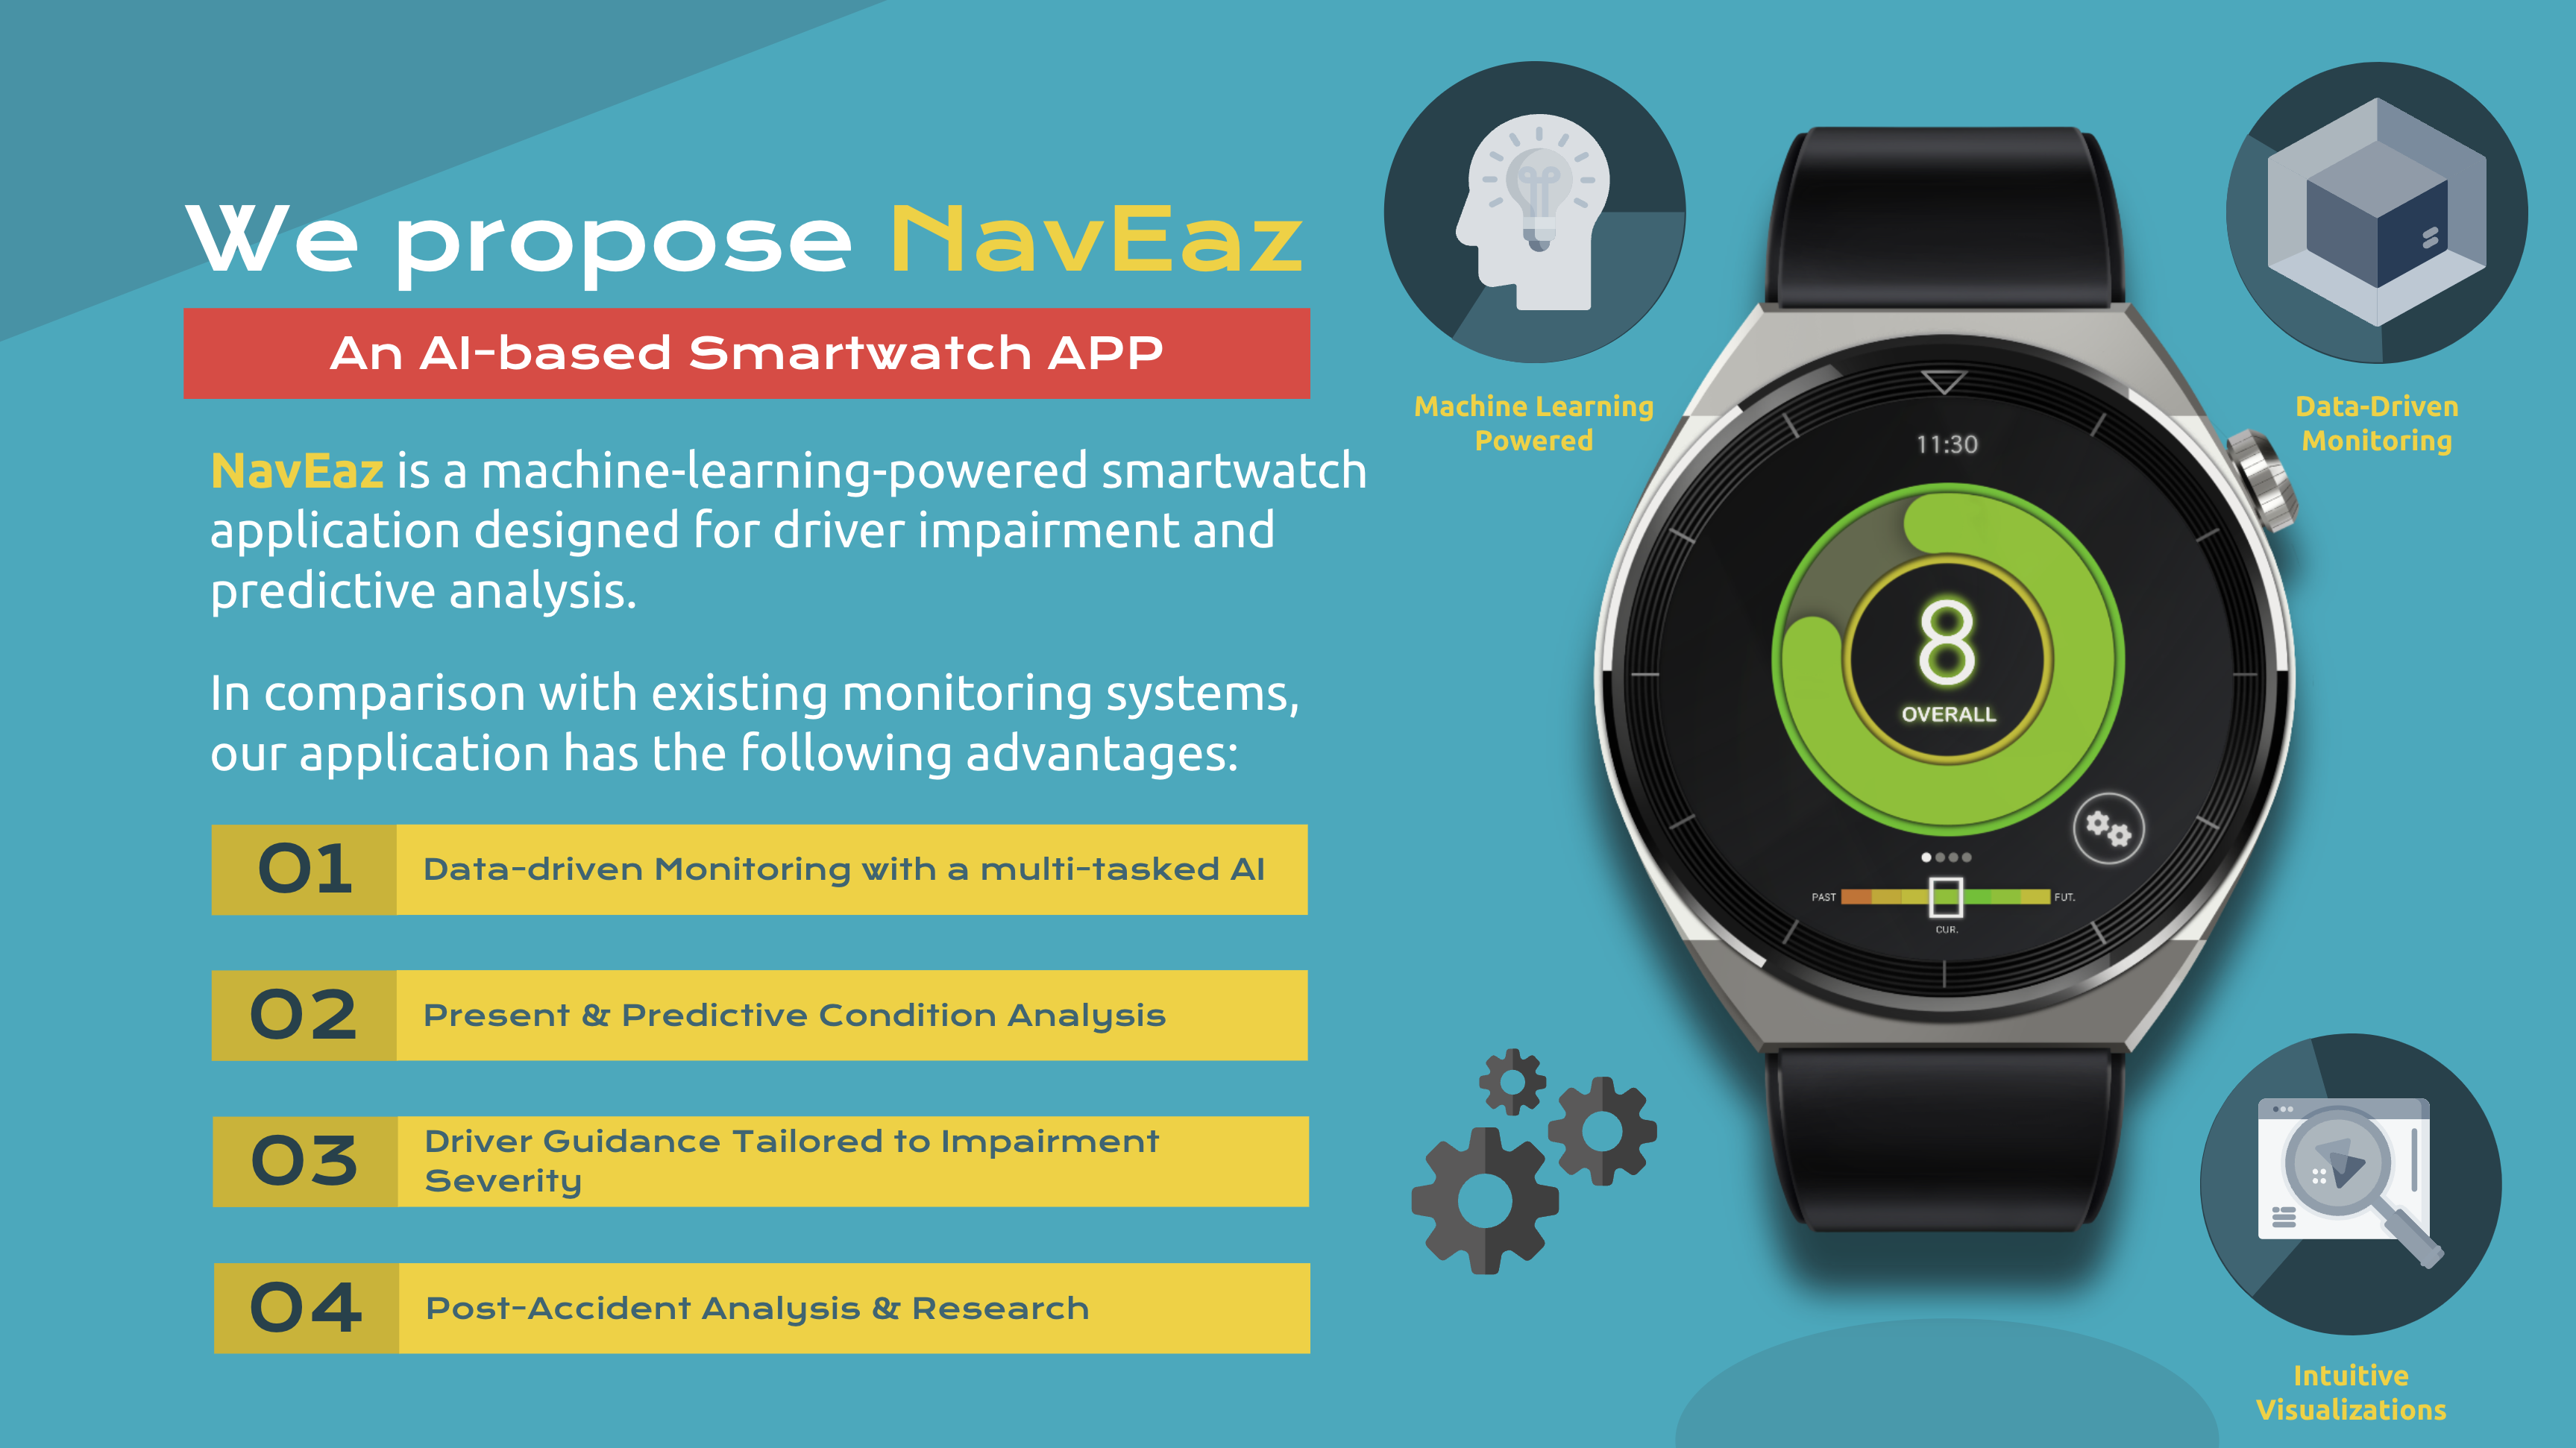 We propose NavEaz
An AI-based Smartwatch APP
NavEaz is a machine-learning-powered smartwatch
application designed for driver impairment and
predictive analysis.
In comparison with existing monitoring systems,
our application has the following advantages:
01
Data-driven Monitoring with a multi-tasked AI
02
Present & Predictive Condition Analysis
03
Driver Guidance Tailored to Impairment
Severity
04
Post-Accident Analysis & Research
Machine Learning
Powered
Data-Driven
Monitoring
11:30
8
OVERALL
PAST
FUT.
CUR.
Intuitive
Visualizations